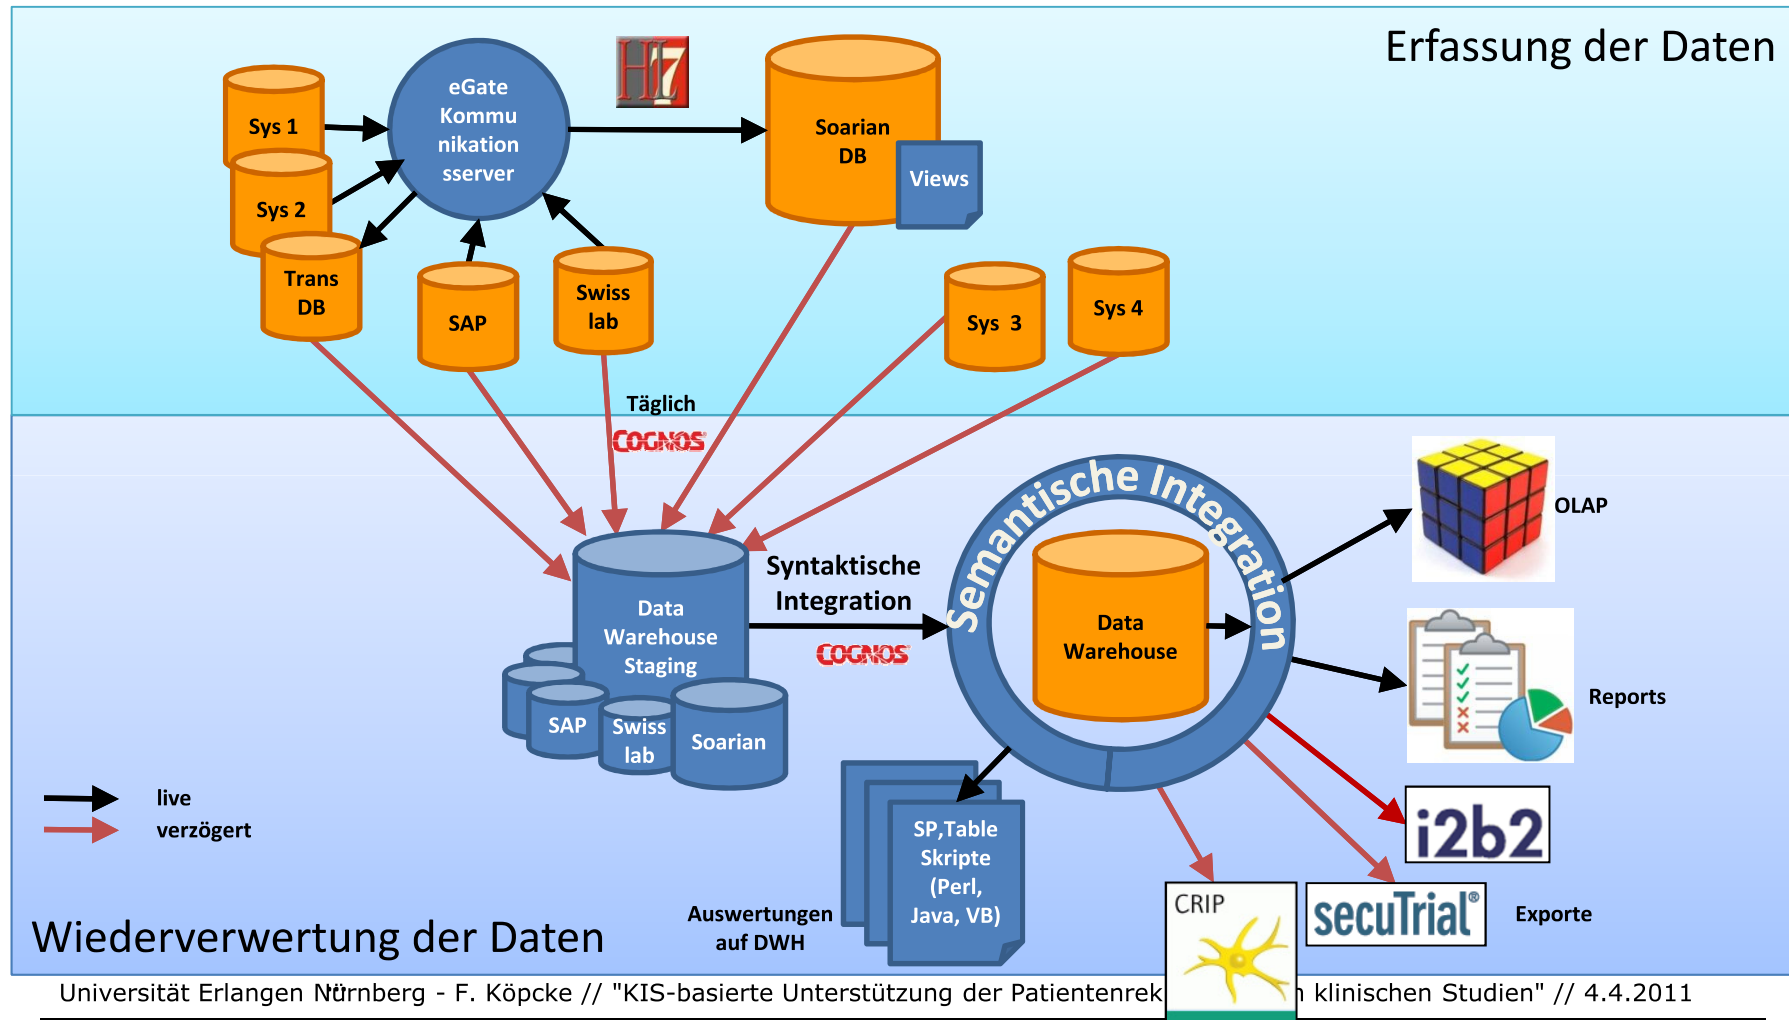 Erfassung der Daten
eGate
Kommu
nikation
sserver
HL7
Soarian
DB
Views
Sys 1
Sys 2
Trans
DB
SAP
Swiss
lab
Sys 3
Sys 4
Täglich
COGNOS
Semantische Integration
OLAP
Syntaktische
Integration
COGNOS
Data
Warehouse
Staging
Data
Warehouse
SAP
Swiss
lab
Soarian
Reports
live
verzögert
i2b2
SP,Table
Skripte
(Perl,
Java, VB)
Auswertungen
auf DWH
CRIP
secuTrial®
Exporte
Wiederverwertung der Daten
Universität Erlangen Nürnberg - F. Köpcke // "KIS-basierte Unterstützung der klinischen Studien" // 4.4.2011